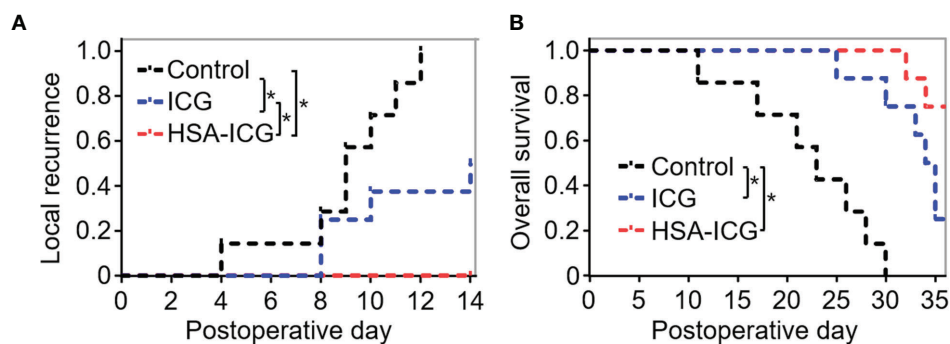 A
Local recurrence
1.0
0.8
0.6
0.4
0.2
0
Control
ICG
HSA-ICG
*
*
*
0 2 4 6 8 10 12 14
Postoperative day
B
Overall survival
1.0
0.8
0.6
0.4
0.2
0
Control
ICG
HSA-ICG
*
*
0 5 10 15 20 25 30 35
Postoperative day